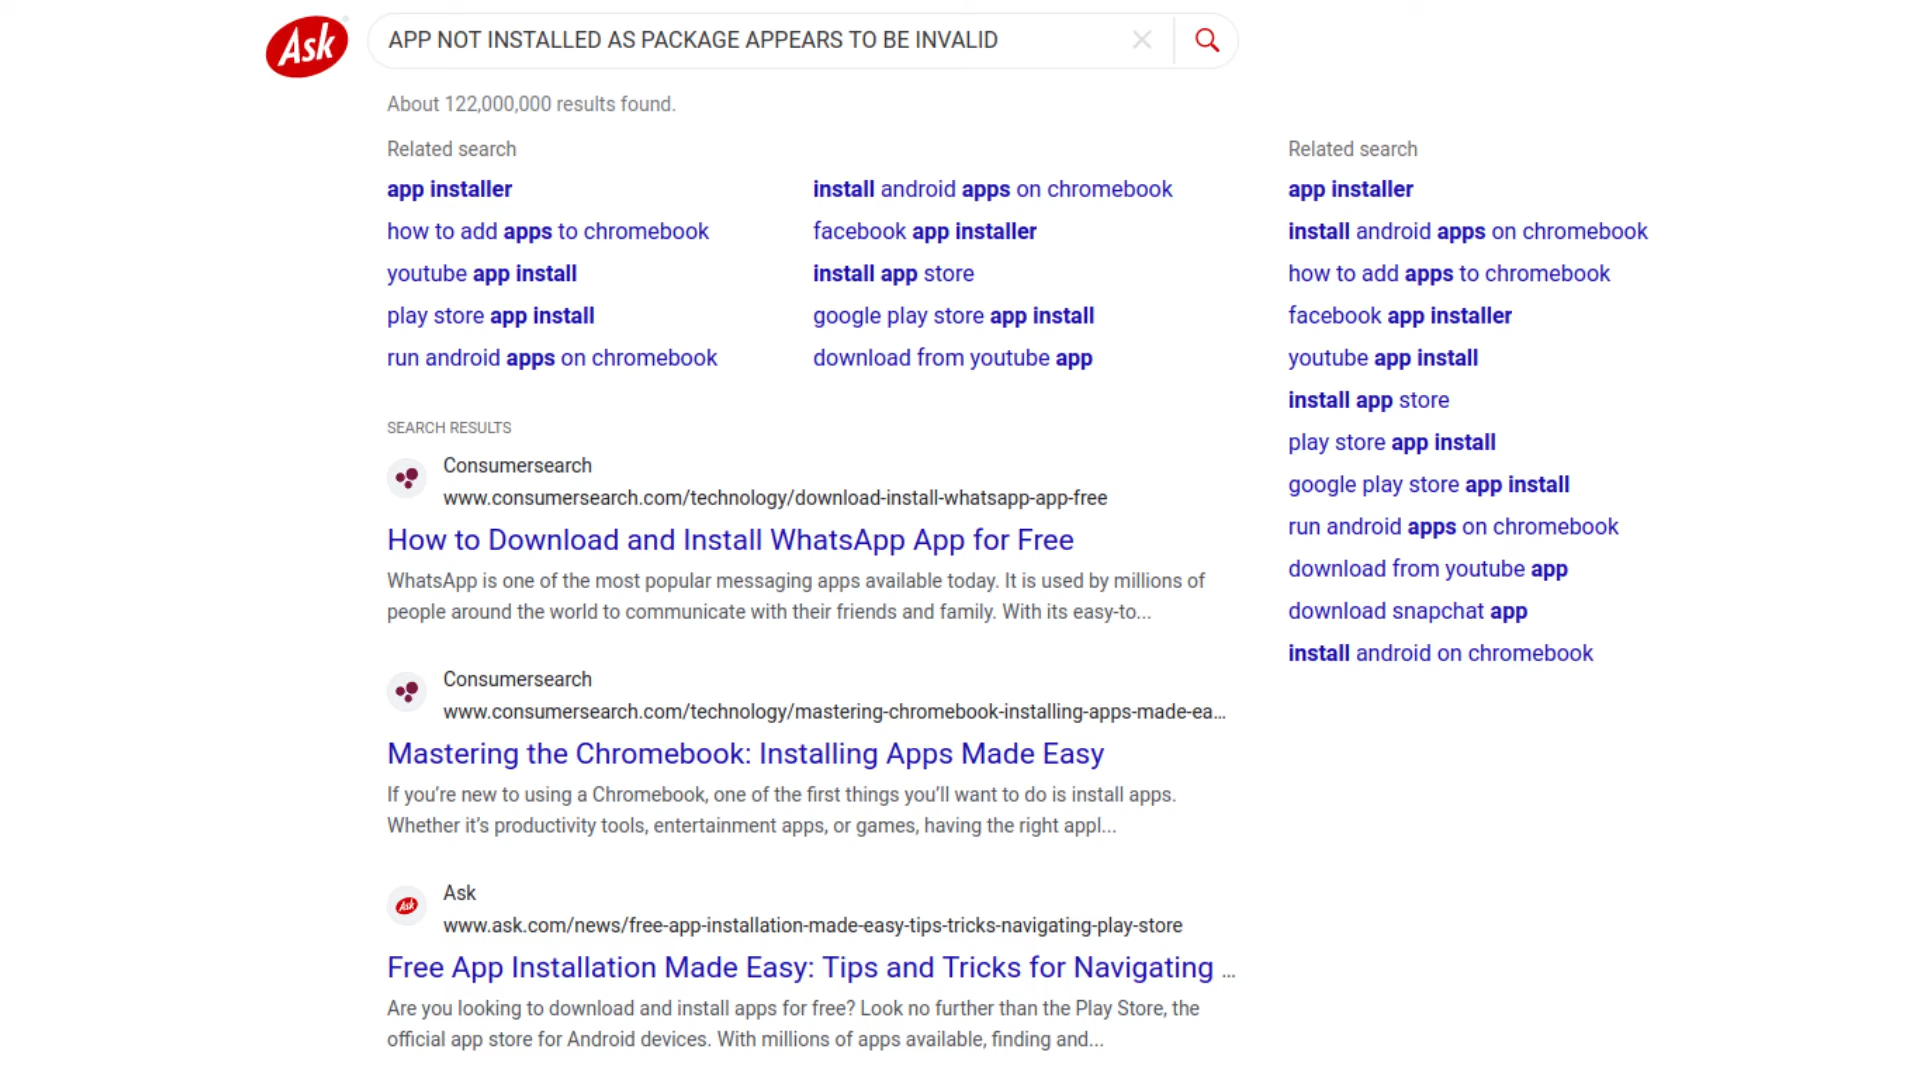 Ask
APP NOT INSTALLED AS PACKAGE APPEARS TO BE INVALID
About 122,000,000 results found.
Related search
app installer
how to add apps to chromebook
youtube app install
play store app install
run android apps on chromebook
install android apps on chromebook
facebook app installer
install app store
google play store app install
download from youtube app
SEARCH RESULTS
Consumersearch
www.consumersearch.com/technology/download-install-whatsapp-app-free
How to Download and Install WhatsApp App for Free
WhatsApp is one of the most popular messaging apps available today. It is used by millions of
people around the world to communicate with their friends and family. With its easy-to...
Consumersearch
www.consumersearch.com/technology/mastering-chromebook-installing-apps-made-ea...
Mastering the Chromebook: Installing Apps Made Easy
If you’re new to using a Chromebook, one of the first things you’ll want to do is install apps.
Whether it’s productivity tools, entertainment apps, or games, having the right appl...
Ask
Ask
www.ask.com/news/free-app-installation-made-easy-tips-tricks-navigating-play-store
Free App Installation Made Easy: Tips and Tricks for Navigating ...
Are you looking to download and install apps for free? Look no further than the Play Store, the
official app store for Android devices. With millions of apps available, finding and...
Related search
app installer
install android apps on chromebook
how to add apps to chromebook
facebook app installer
youtube app install
install app store
play store app install
google play store app install
run android apps on chromebook
download from youtube app
download snapchat app
install android on chromebook